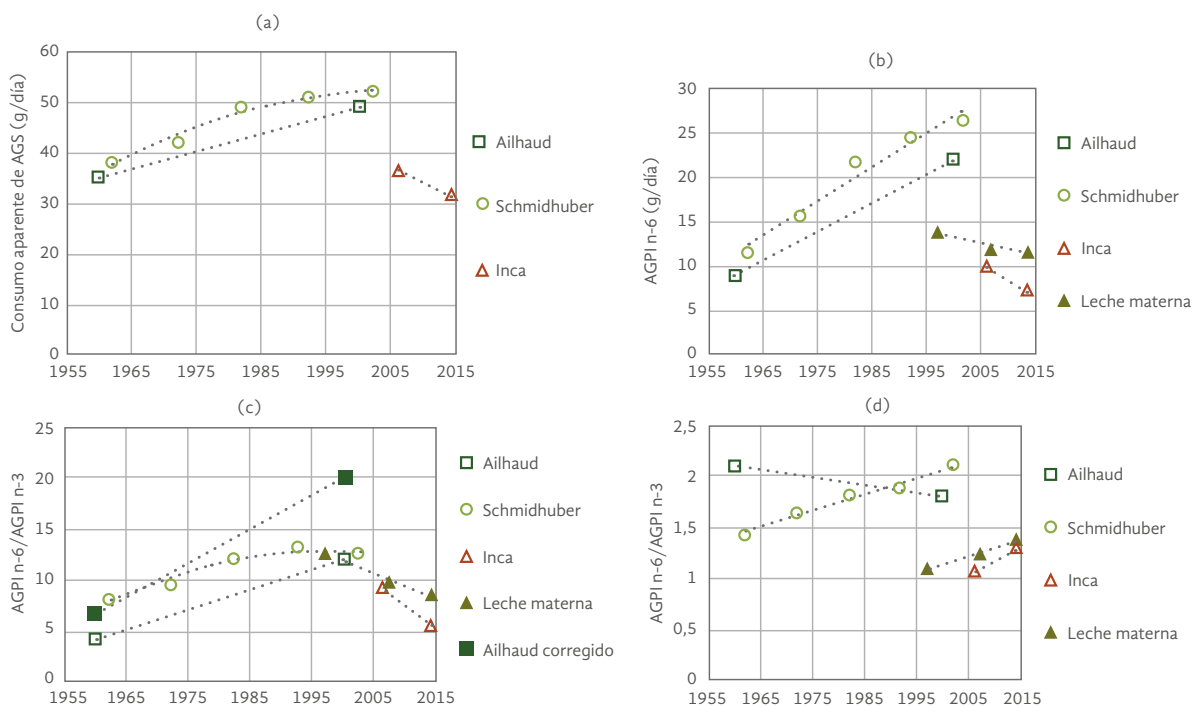 (a)
Consumo aparente de AGS (g/día)
60
50
40
30
20
10
0
1955 1965 1975 1985 1995 2005 2015
Ailhaud
Schmidhuber
Inca
(b)
AGPI n-6 (g/día)
30
25
20
15
10
5
0
1955 1965 1975 1985 1995 2005 2015
Ailhaud
Schmidhuber
Inca
Leche materna
(c)
AGPI n-6/AGPI n-3
25
20
15
10
5
0
1955 1965 1975 1985 1995 2005 2015
Ailhaud
Schmidhuber
Inca
Leche materna
Ailhaud corregido
(d)
AGPI n-6/AGPI n-3
2,5
2
1,5
1
0,5
0
1955 1965 1975 1985 1995 2005 2015
Ailhaud
Schmidhuber
Inca
Leche materna